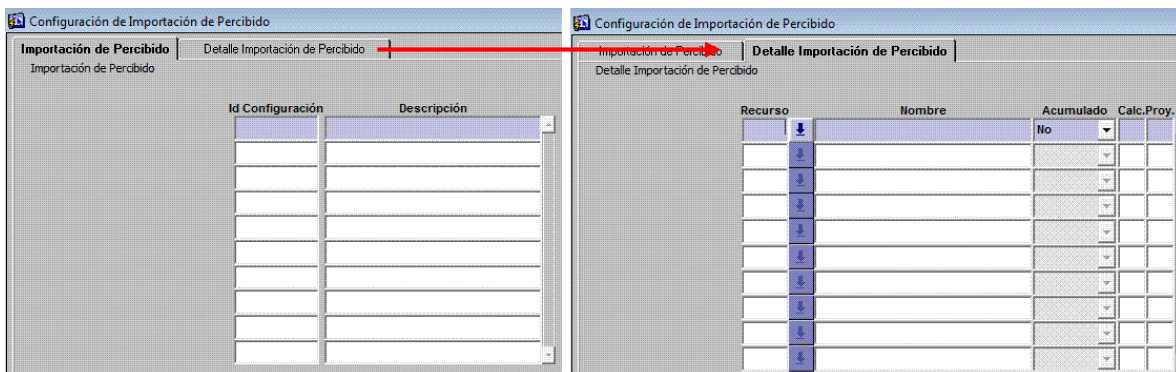 Configuración de Importación de Percibido
Importación de Percibido Detalle Importación de Percibido
Importación de Percibido
Id Configuración Descripción
Configuración de Importación de Percibido
Importación de Percibido Detalle Importación de Percibido
Detalle Importación de Percibido
Recurso Nombre Acumulado Calc. Proy.
No